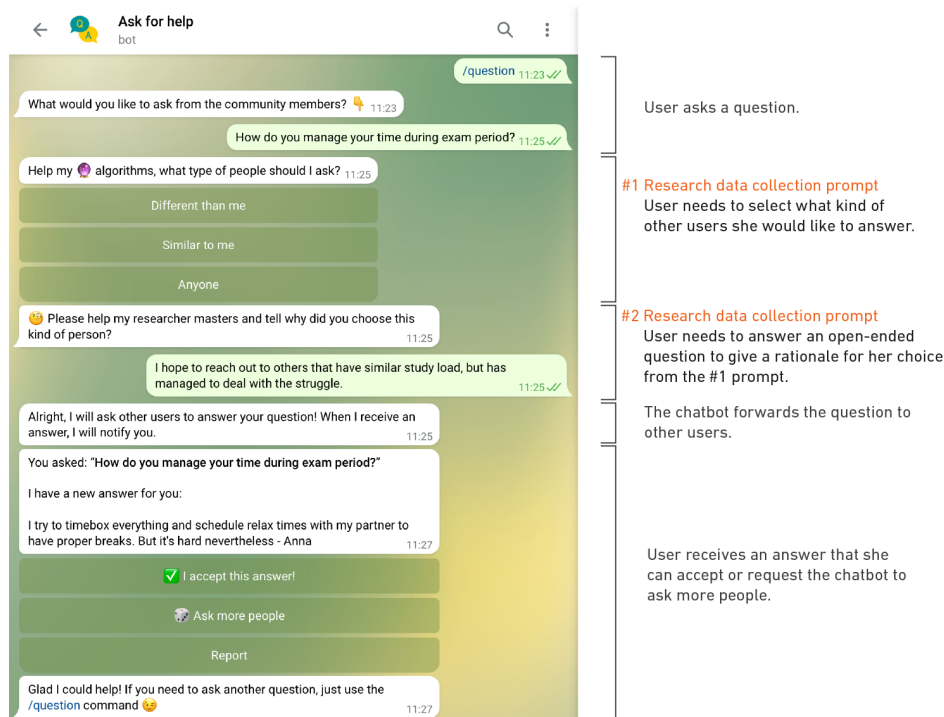 Ask for help
bot
Q
A
/question 11:23
What would you like to ask from the community members? 👇 11:23
How do you manage your time during exam period? 11:25
Help my 🔮 algorithms, what type of people should I ask? 11:25
Different than me
Similar to me
Anyone
🧐 Please help my researcher masters and tell why did you choose this
kind of person? 11:25
I hope to reach out to others that have similar study load, but has
managed to deal with the struggle. 11:25
Alright, I will ask other users to answer your question! When I receive an
answer, I will notify you. 11:25
You asked: “How do you manage your time during exam period?”
I have a new answer for you:
I try to timebox everything and schedule relax times with my partner to
have proper breaks. But it's hard nevertheless - Anna 11:27
✅ I accept this answer!
🎲 Ask more people
Report
Glad I could help! If you need to ask another question, just use the
/question command 😉 11:27
User asks a question.
#1 Research data collection prompt
User needs to select what kind of
other users she would like to answer.
#2 Research data collection prompt
User needs to answer an open-ended
question to give a rationale for her choice
from the #1 prompt.
The chatbot forwards the question to
other users.
User receives an answer that she
can accept or request the chatbot to
ask more people.